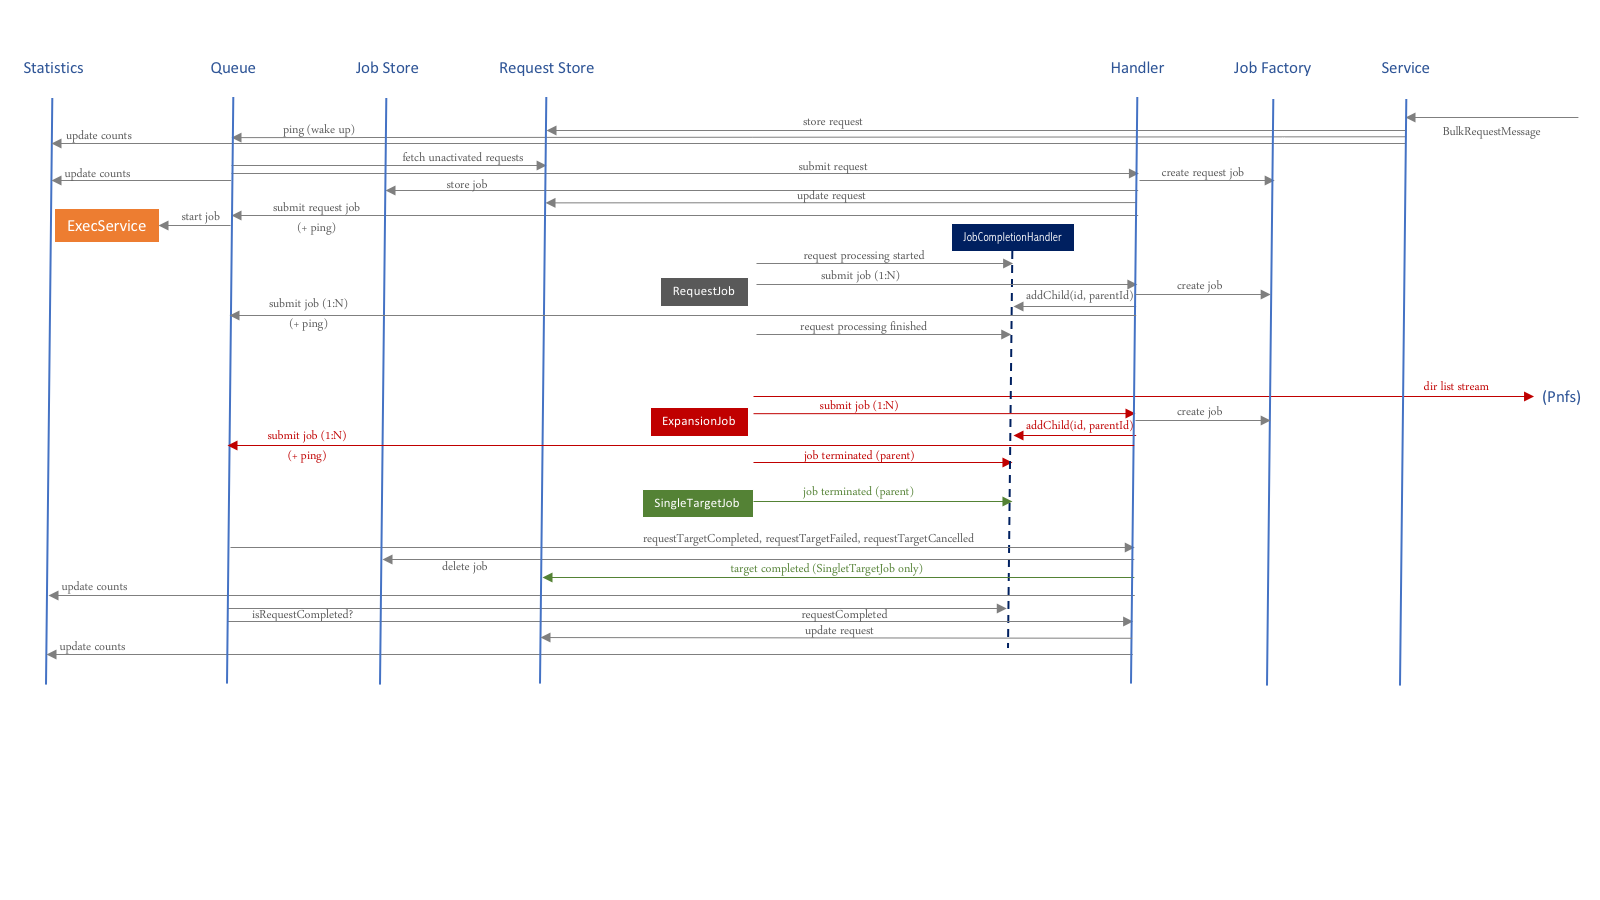 Statistics
Queue
Job Store
Request Store
Handler
Job Factory
Service
store request
ping (wake up)
update counts
BulkRequestMessage
fetch unactivated requests
submit request
update counts
create request job
store job
update request
submit request job
start job
ExecService
(+ ping)
JobCompletionHandler
request processing started
submit job (1:N)
RequestJob
create job
addChild(id, parentId)
submit job (1:N)
(+ ping)
request processing finished
dir list stream
(Pnfs)
submit job (1:N)
create job
ExpansionJob
addChild(id, parentId)
submit job (1:N)
(+ ping)
job terminated (parent)
job terminated (parent)
SingleTargetJob
requestTargetCompleted, requestTargetFailed, requestTargetCancelled
delete job
target completed (SingletTargetJob only)
update counts
isRequestCompleted?
requestCompleted
update request
update counts